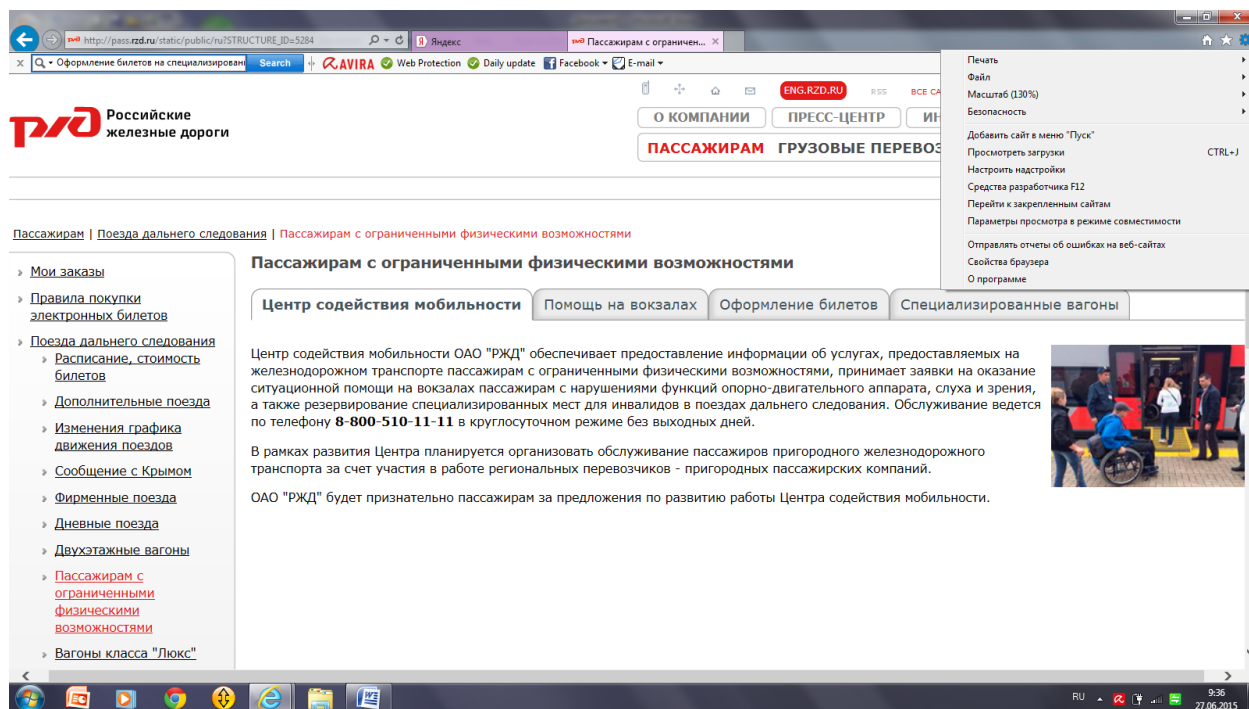 http://pass.rzd.ru/static/public/ru?STRUCTURE_ID=5284
Яндекс
Пассажирам с ограничен...
x
Оформление билетов на специализирован
Search
AVIRA
Web Protection
Daily update
Facebook
E-mail
Печать
Файл
Масштаб (130%)
Безопасность
Добавить сайт в меню "Пуск"
Просмотреть загрузки CTRL+J
Настроить надстройки
Средства разработчика F12
Перейти к закрепленным сайтам
Параметры просмотра в режиме совместимости
Отправлять отчеты об ошибках на веб-сайтах
Свойства браузера
О программе
ENG.RZD.RU RSS ВСЕ СА
Российские
железные дороги
О КОМПАНИИ ПРЕСС-ЦЕНТР ИН
ПАССАЖИРАМ ГРУЗОВЫЕ ПЕРЕВОЗ
Пассажирам | Поезда дальнего следования | Пассажирам с ограниченными физическими возможностями
Мои заказы
Правила покупки
электронных билетов
Поезда дальнего следования
Расписание, стоимость
билетов
Дополнительные поезда
Изменения графика
движения поездов
Сообщение с Крымом
Фирменные поезда
Дневные поезда
Двухэтажные вагоны
Пассажирам с
ограниченными
физическими
возможностями
Вагоны класса "Люкс"
Пассажирам с ограниченными физическими возможностями
Центр содействия мобильности Помощь на вокзалах Оформление билетов Специализированные вагоны
Центр содействия мобильности ОАО "РЖД" обеспечивает предоставление информации об услугах, предоставляемых на
железнодорожном транспорте пассажирам с ограниченными физическими возможностями, принимает заявки на оказание
ситуационной помощи на вокзалах пассажирам с нарушениями функций опорно-двигательного аппарата, слуха и зрения,
а также резервирование специализированных мест для инвалидов в поездах дальнего следования. Обслуживание ведется
по телефону 8-800-510-11-11 в круглосуточном режиме без выходных дней.
В рамках развития Центра планируется организовать обслуживание пассажиров пригородного железнодорожного
транспорта за счет участия в работе региональных перевозчиков - пригородных пассажирских компаний.
ОАО "РЖД" будет признательно пассажирам за предложения по развитию работы Центра содействия мобильности.
RU
9:36
27.06.2015